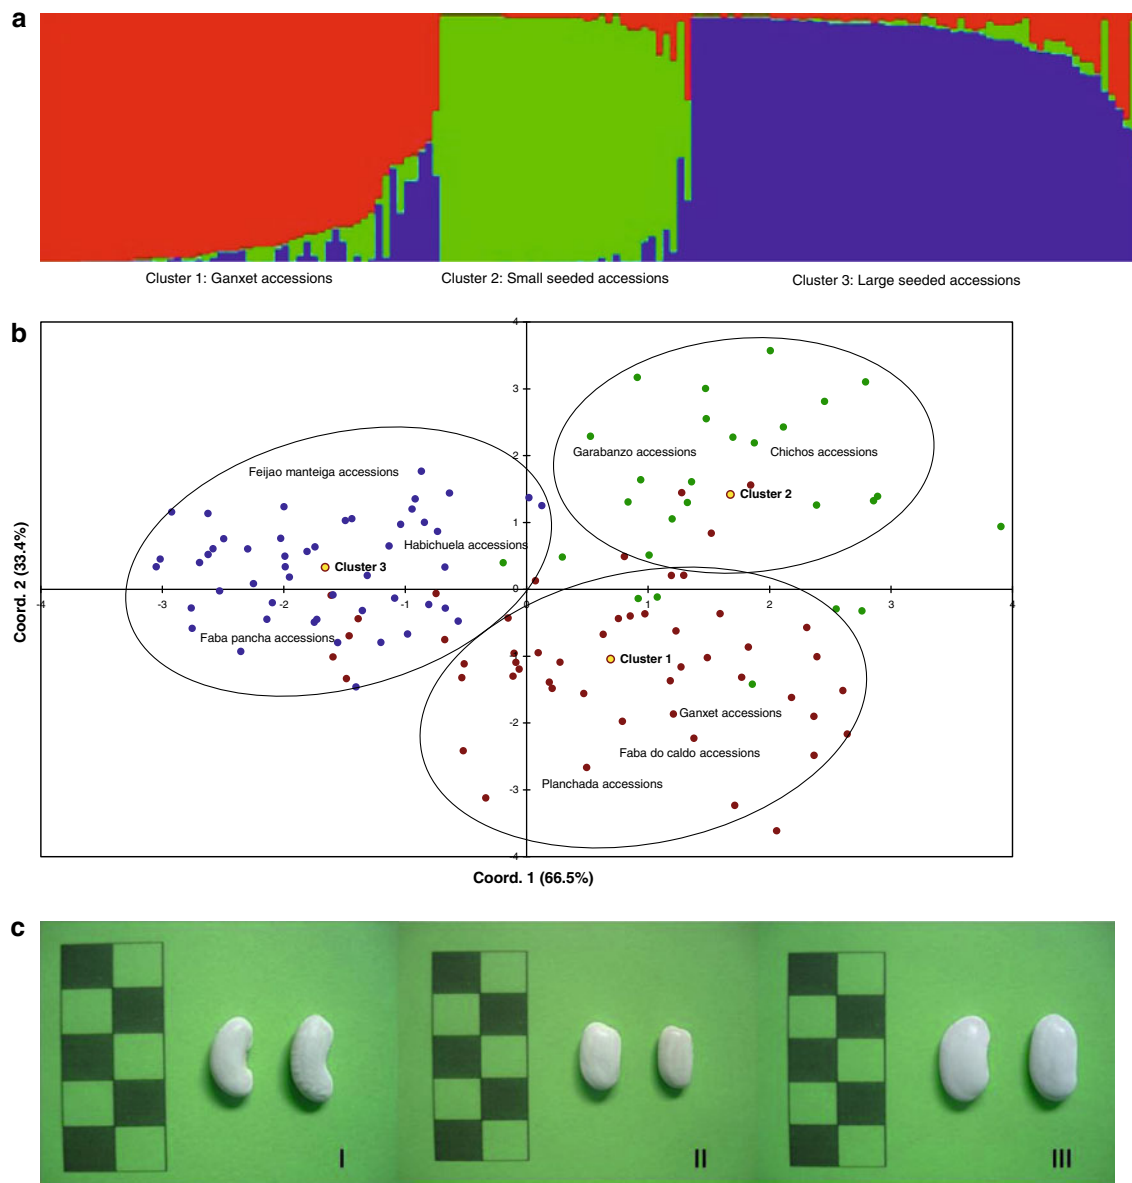 a
Cluster 1: Ganxet accessions
Cluster 2: Small seeded accessions
Cluster 3: Large seeded accessions
b
4
3
2
1
0
-1
-2
-3
-4
-4
-3
-2
-1
0
1
2
3
4
Coord. 2 (33.4%)
Coord. 1 (66.5%)
Garabanzo accessions
Chichos accessions
Cluster 2
Feijao manteiga accessions
Habichuela accessions
Cluster 3
Faba pancha accessions
Cluster 1
Ganxet accessions
Faba do caldo accessions
Planchada accessions
c
I
II
III